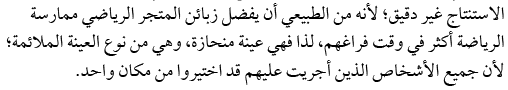 الاستنتاج غير دقيق؛ لأنه من الطبيعي أن يفضل زبائن المتجر الرياضي ممارسة
الرياضة أكثر في وقت فراغهم، لذا فهي عينة منحازة، وهي من نوع العينة الملائمة؛
لأن جميع الأشخاص الذين أجريت عليهم قد اختيروا من مكان واحد.